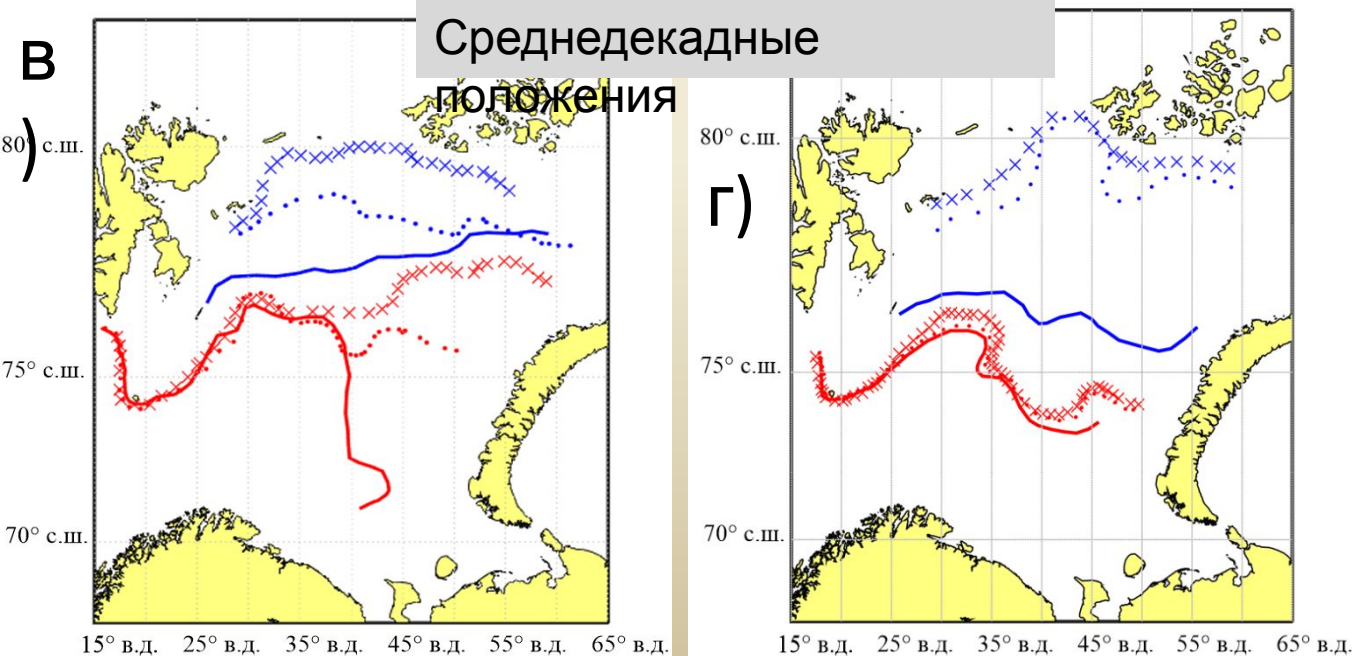 Среднедекадные
положения
в
)
80° с.ш.
75° с.ш.
70° с.ш.
15° в.д. 25° в.д. 35° в.д. 45° в.д. 55° в.д. 65° в.д.
г)
80° с.ш.
75° с.ш.
70° с.ш.
15° в.д. 25° в.д. 35° в.д. 45° в.д. 55° в.д. 65° в.д.